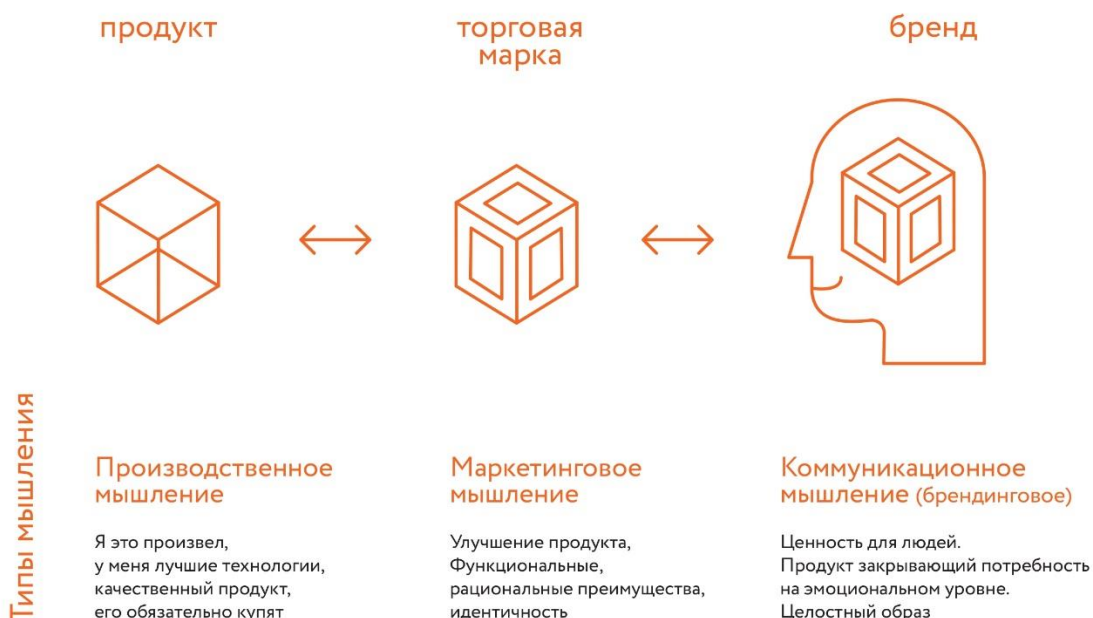 продукт
торговая
марка
бренд
Типы мышления
Производственное
мышление
Я это произвел,
у меня лучшие технологии,
качественный продукт,
его обязательно купят
Маркетинговое
мышление
Улучшение продукта,
Функциональные,
рациональные преимущества,
идентичность
Коммуникационное
мышление (брендинговое)
Ценность для людей.
Продукт закрывающий потребность
на эмоциональном уровне.
Целостный образ